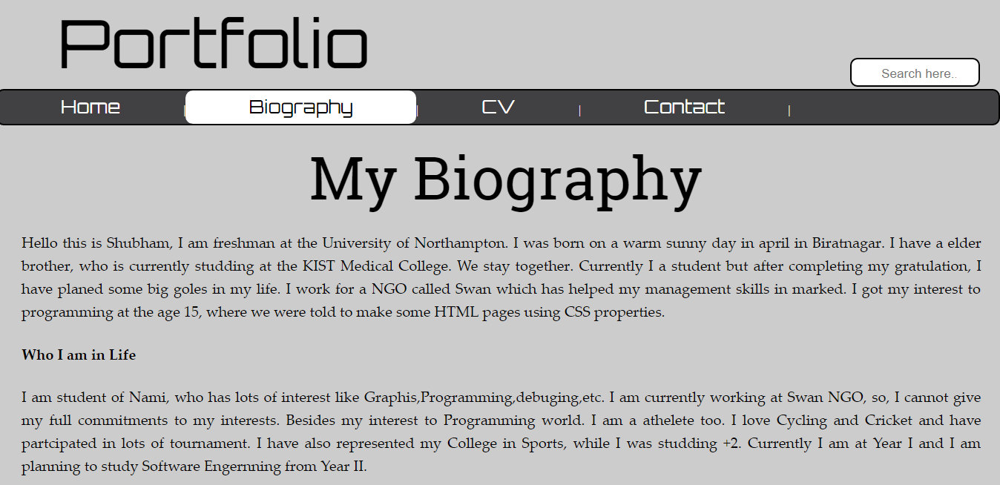 Portfolio
Search here..
Home | Biography | CV | Contact |
My Biography
Hello this is Shubham, I am freshman at the University of Northampton. I was born on a warm sunny day in april in Biratnagar. I have a elder
brother, who is currently studding at the KIST Medical College. We stay together. Currently I a student but after completing my gratulation, I
have planed some big goles in my life. I work for a NGO called Swan which has helped my management skills in marked. I got my interest to
programming at the age 15, where we were told to make some HTML pages using CSS properties.
Who I am in Life
I am student of Nami, who has lots of interest like Graphis,Programming,debuging,etc. I am currently working at Swan NGO, so, I cannot give
my full commitments to my interests. Besides my interest to Programming world. I am a athelete too. I love Cycling and Cricket and have
partcipated in lots of tournament. I have also represented my College in Sports, while I was studding +2. Currently I am at Year I and I am
planning to study Software Engernning from Year II.